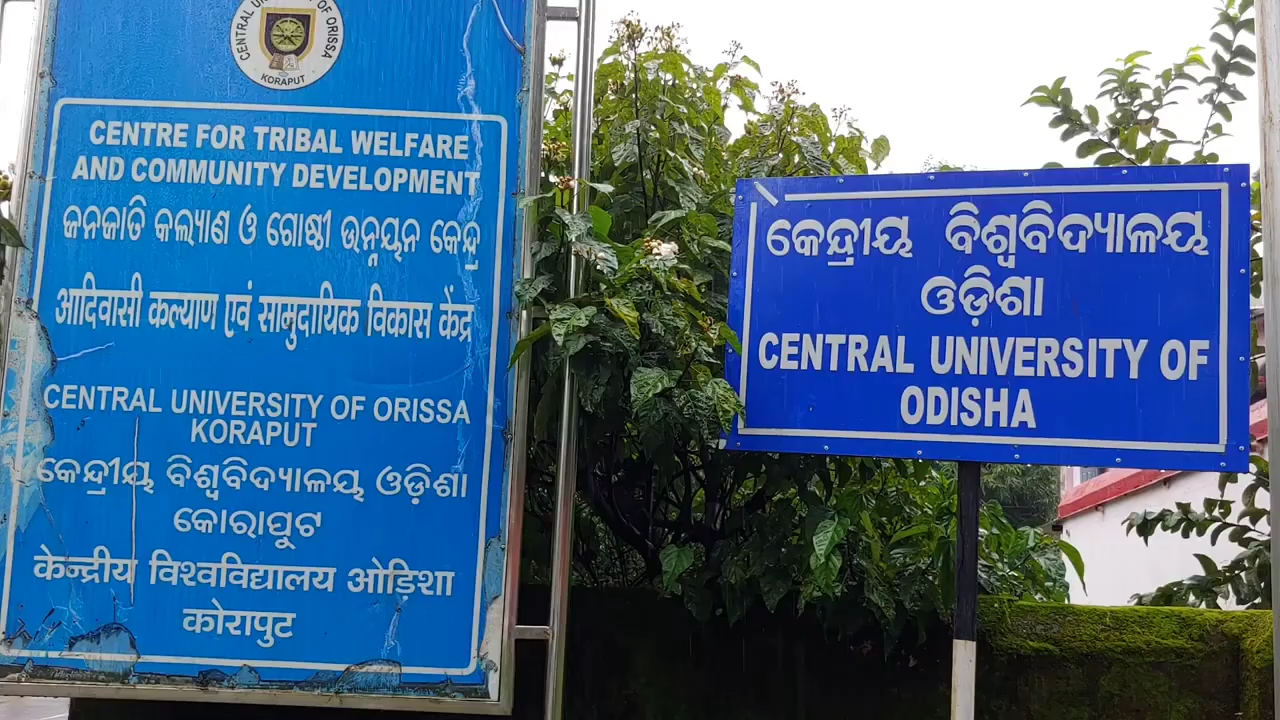 CENTRAL UNIVERSITY OF ORISSA
KORAPUT
CENTRE FOR TRIBAL WELFARE
AND COMMUNITY DEVELOPMENT
ଜନଜାତି କଲ୍ୟାଣ ଓ ଗୋଷ୍ଠୀ ଉନ୍ନୟନ କେନ୍ଦ୍ର
आदिवासी कल्याण एवं सामुदायिक विकास केंद्र
CENTRAL UNIVERSITY OF ORISSA
KORAPUT
କେନ୍ଦ୍ରୀୟ ବିଶ୍ୱବିଦ୍ୟାଳୟ ଓଡ଼ିଶା
କୋରାପୁଟ
केन्द्रीय विश्वविद्यालय ओड़िशा
कोरापुट
କେନ୍ଦ୍ରୀୟ ବିଶ୍ୱବିଦ୍ୟାଳୟ
ଓଡ଼ିଶା
CENTRAL UNIVERSITY OF
ODISHA